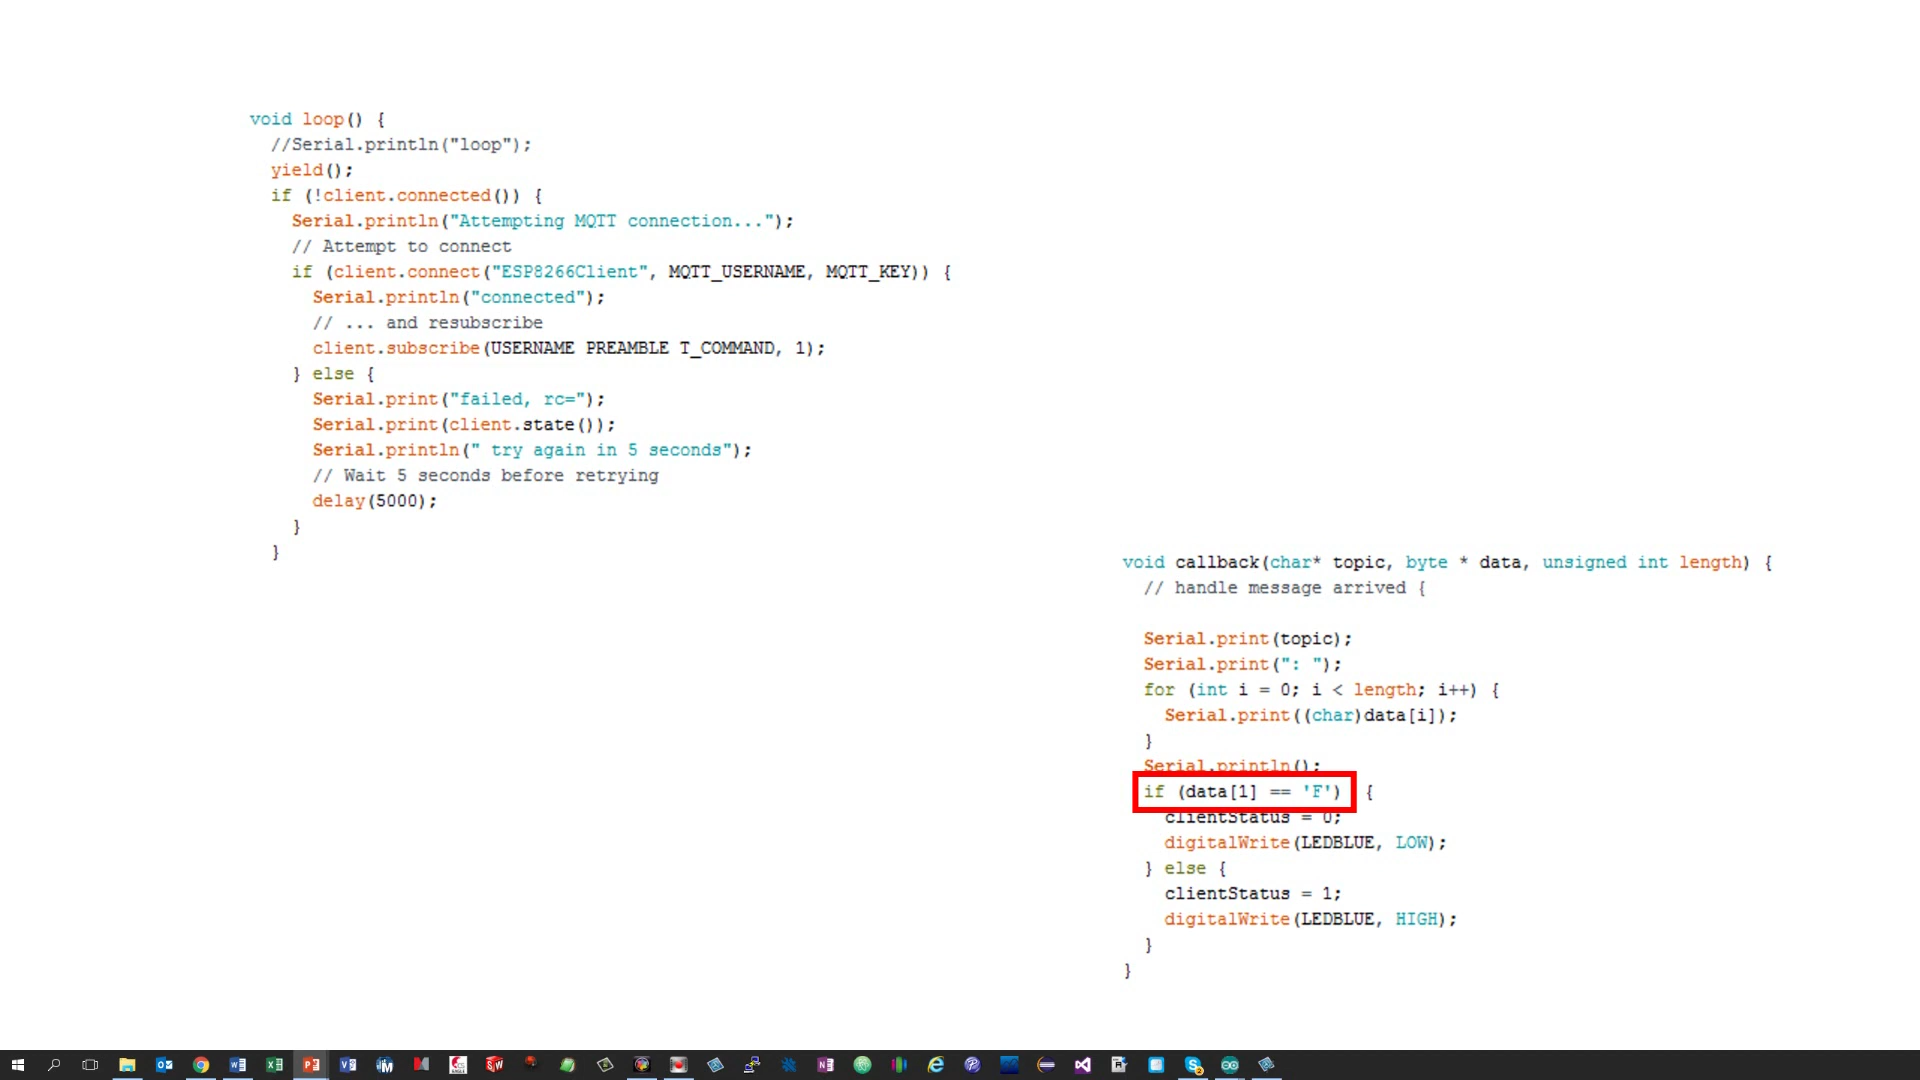 void loop() {
//Serial.println("loop");
yield();
if (!client.connected()) {
Serial.println("Attempting MQTT connection...");
// Attempt to connect
if (client.connect("ESP8266Client", MQTT_USERNAME, MQTT_KEY)) {
Serial.println("connected");
// ... and resubscribe
client.subscribe(USERNAME PREAMBLE T_COMMAND, 1);
} else {
Serial.print("failed, rc=");
Serial.print(client.state());
Serial.println(" try again in 5 seconds");
// Wait 5 seconds before retrying
delay(5000);
}
}
void callback(char* topic, byte * data, unsigned int length) {
// handle message arrived {
Serial.print(topic);
Serial.print(": ");
for (int i = 0; i < length; i++) {
Serial.print((char)data[i]);
}
Serial.println();
if (data[1] == 'F') {
clientStatus = 0;
digitalWrite(LEDBLUE, LOW);
} else {
clientStatus = 1;
digitalWrite(LEDBLUE, HIGH);
}
}